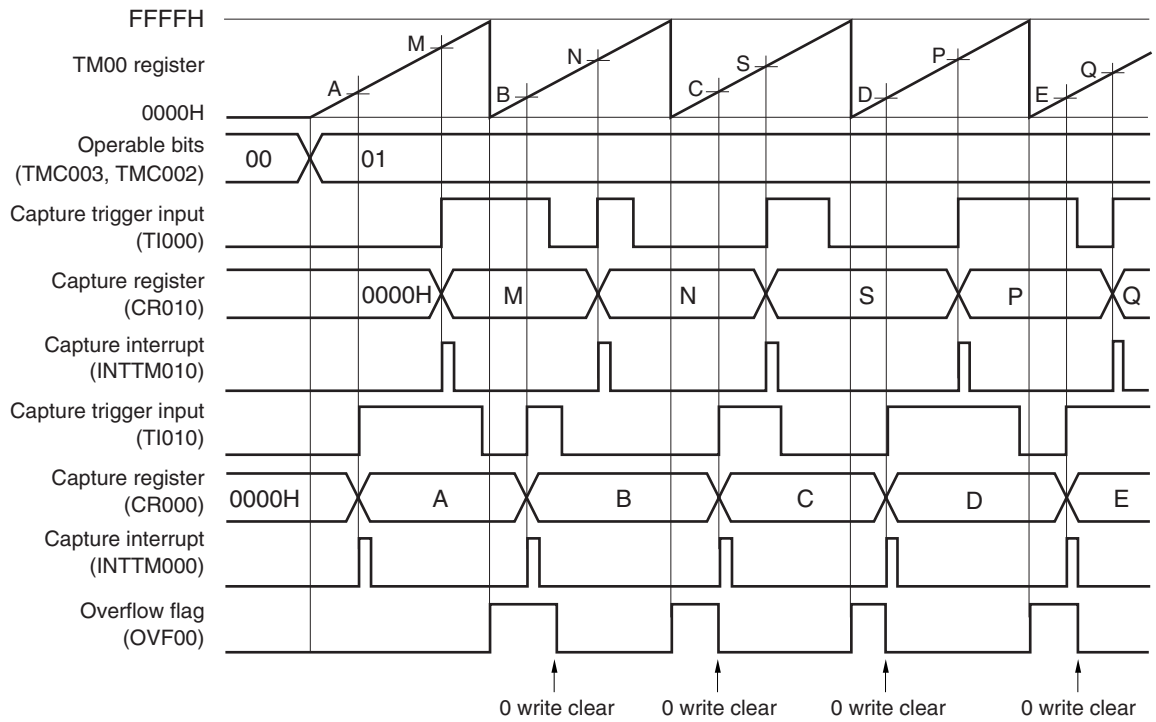 FFFFH
TM00 register
0000H
A M B N C S D P E Q
Operable bits
(TMC003, TMC002)
00 01
Capture trigger input
(TI000)
Capture register
(CR010)
0000H M N S P Q
Capture interrupt
(INTTM010)
Capture trigger input
(TI010)
Capture register
(CR000)
0000H A B C D E
Capture interrupt
(INTTM000)
Overflow flag
(OVF00)
0 write clear 0 write clear 0 write clear 0 write clear